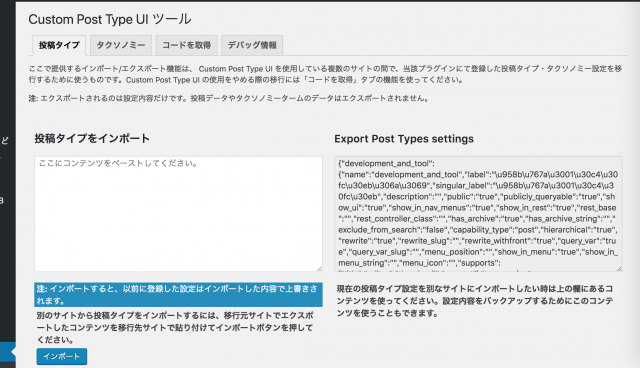 Custom Post Type UI ツール
投稿タイプ タクソノミー コードを取得 デバッグ情報
ここで提供するインポート/エクスポート機能は、 Custom Post Type UI を使用している複数のサイトの間で、当該プラグインにて登録した投稿タイプ・タクソノミー設定を移
行するために使うものです。Custom Post Type UI の使用をやめる際の移行には「コードを取得」タブの機能を使ってください。
注: エクスポートされるのは設定内容だけです。投稿データやタクソノミータームのデータはエクスポートされません。
投稿タイプをインポート
ここにコンテンツをペーストしてください。
注: インポートすると、以前に登録した設定はインポートした内容で上書きさ
れます。
別のサイトから投稿タイプをインポートするには、移行元サイトでエクスポ
ートしたコンテンツを移行先サイトで貼り付けてインポートボタンを押して
ください。
インポート
Export Post Types settings
{"development_and_tool":
{"name":"development_and_tool","label":"\u958b\u767a\u3001\u30c4\u30
fc\u30eb\u306a\u3069","singular_label":"\u958b\u767a\u3001\u30c4\u3
0fc\u30eb","description":"","public":"true","publicly_queryable":"true","sh
ow_ui":"true","show_in_nav_menus":"true","show_in_rest":"true","rest_base
":"","rest_controller_class":"","has_archive":"true","has_archive_string":"","
exclude_from_search":"false","capability_type":"post","hierarchical":"true",
"rewrite":"true","rewrite_slug":"","rewrite_withfront":"true","query_var":"tru
e","query_var_slug":"","menu_position":"","show_in_menu":"true","show_in
_menu_string":"","menu_icon":"","supports":
現在の投稿タイプ設定を別なサイトにインポートしたい時は上の欄にあるコ
ンテンツを使ってください。設定内容をバックアップするためにこのコンテ
ンツを使うこともできます。
ど